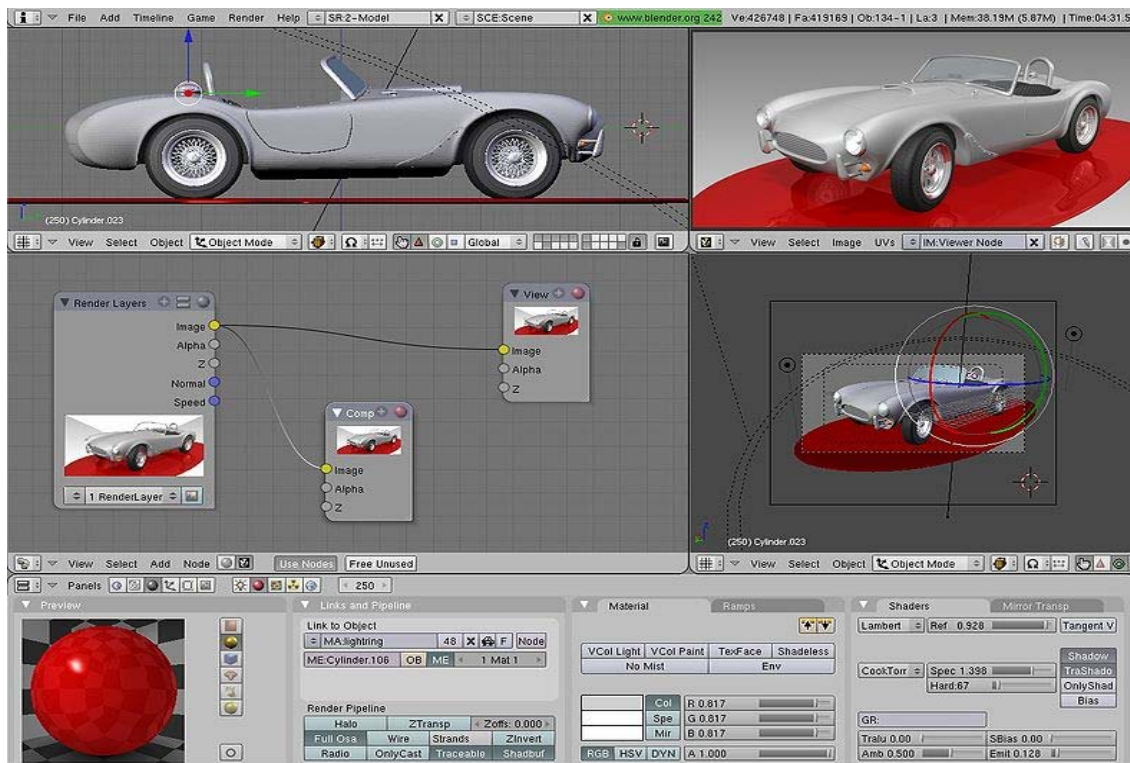 File Add Timeline Game Render Help SR:2-Model X SCE:Scene X www.blender.org 242 Ve:426748 | Fa:419169 | Ob:134-1 | La:3 | Mem:38.19M (5.87M) | Time:04:31.5
(250) Cylinder.023
View Select Object Object Mode Global
View Select Image UVs IM:Viewer Node X
Render Layers
Image
Alpha
Z
Normal
Speed
1 RenderLayer
Comp
Image
Alpha
Z
View
Image
Alpha
Z
(250) Cylinder.023
View Select Add Node Use Nodes Free Unused
View Select Object Object Mode
Panels 250
Preview
Links and Pipeline
Link to Object
MA:lightring 48 X F Node
ME:Cylinder.106 OB ME 1 Mat 1
Render Pipeline
Halo ZTransp Zoffs: 0.000
Full Osa Wire Strands ZInvert
Radio OnlyCast Traceable Shadbuf
Material Ramps
VCol Light VCol Paint TexFace Shadeless
No Mist Env
Col R 0.817
Spe G 0.817
Mir B 0.817
RGB HSV DYN A 1.000
Shaders Mirror Transp
Lambert Ref 0.928 Tangent V
Shadow
CookTorr Spec 1.398 TraShado
Hard:67 OnlyShad
Bias
GR:
Tralu 0.00 SBias 0.00
Amb 0.500 Emit 0.128